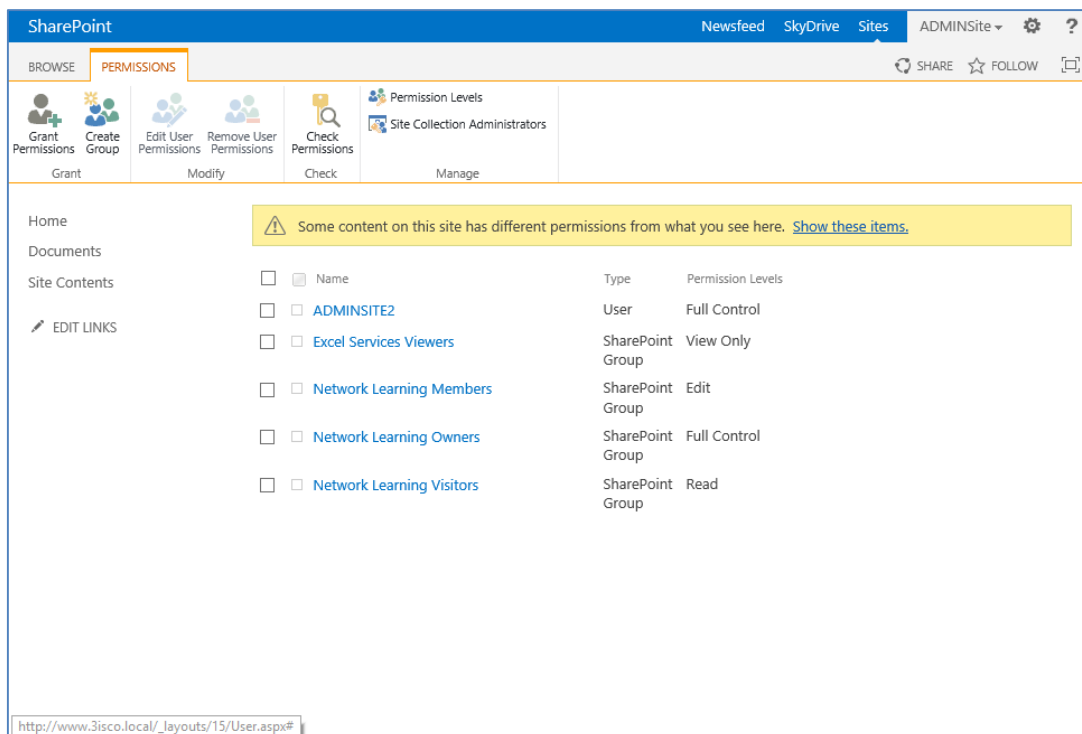 SharePoint Newsfeed SkyDrive Sites ADMINSite ?
BROWSE PERMISSIONS SHARE FOLLOW
Permission Levels
Site Collection Administrators
Grant Create Edit User Remove User Check
Permissions Group Permissions Permissions Permissions
Grant Modify Check Manage
Home
Documents
Site Contents
EDIT LINKS
Some content on this site has different permissions from what you see here. Show these items.
Name Type Permission Levels
ADMINSITE2 User Full Control
Excel Services Viewers SharePoint View Only
Group
Network Learning Members SharePoint Edit
Group
Network Learning Owners SharePoint Full Control
Group
Network Learning Visitors SharePoint Read
Group
http://www.3isco.local/_layouts/15/User.aspx#